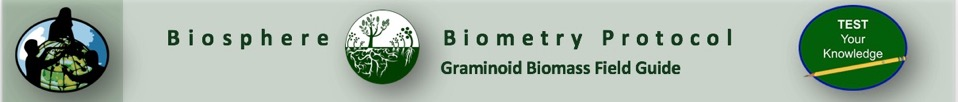 Biosphere Biometry Protocol
Graminoid Biomass Field Guide
TEST
Your
Knowledge